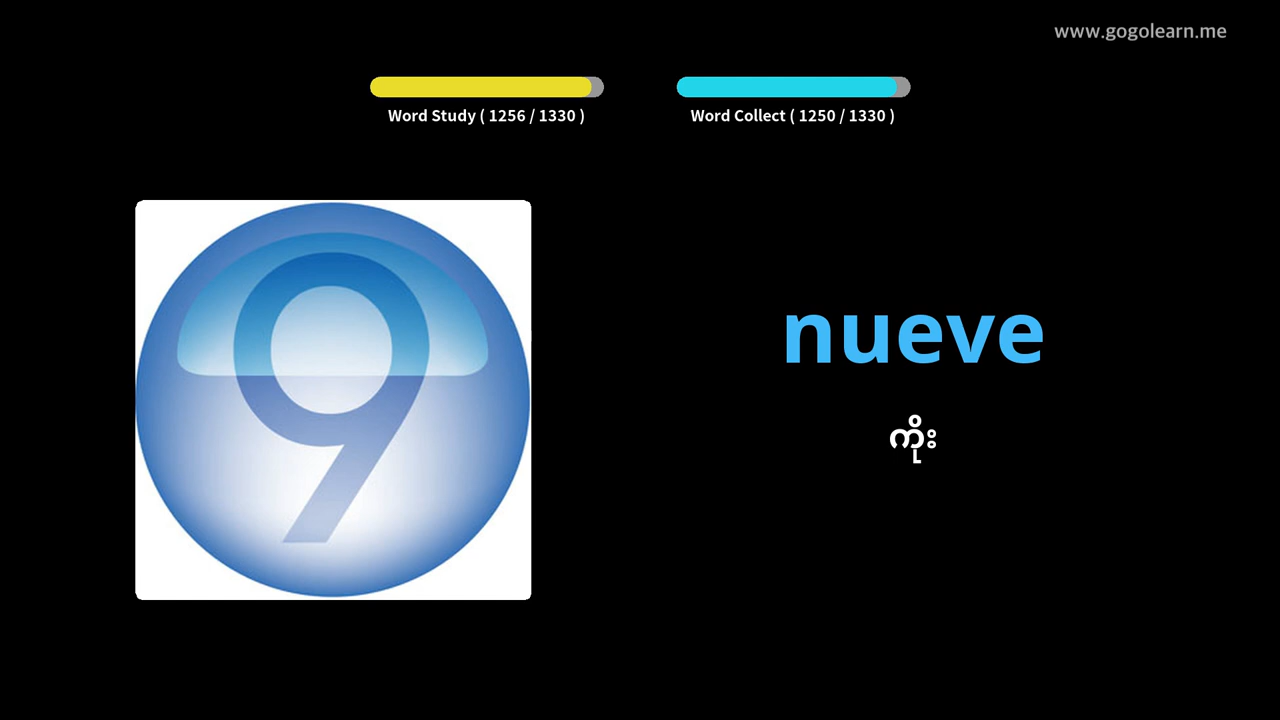 www.gogolearn.me
Word Study ( 1256 / 1330 )
Word Collect ( 1250 / 1330 )
9
nueve
ကိုး